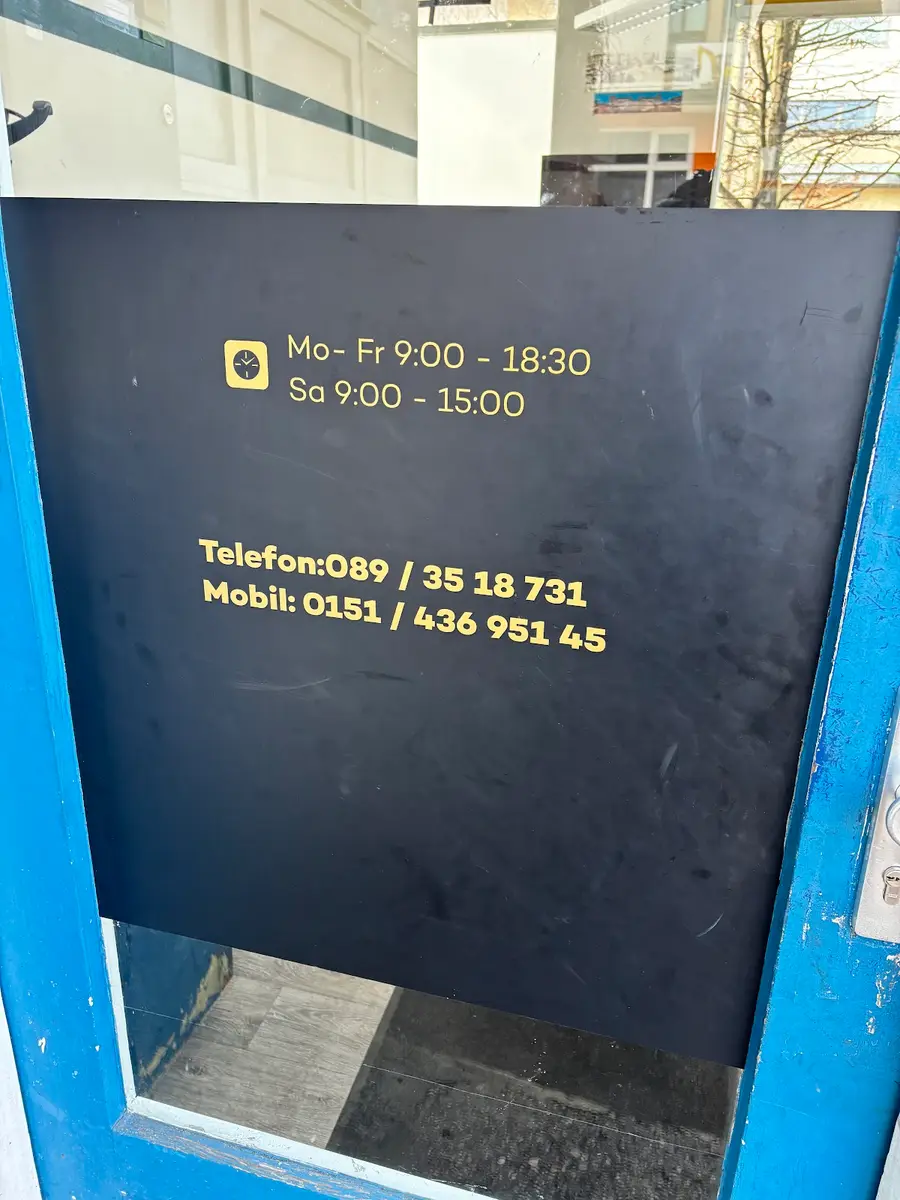 Mo- Fr 9:00 - 18:30
Sa 9:00 - 15:00
Telefon:089 / 35 18 731
Mobil: 0151 / 436 951 45